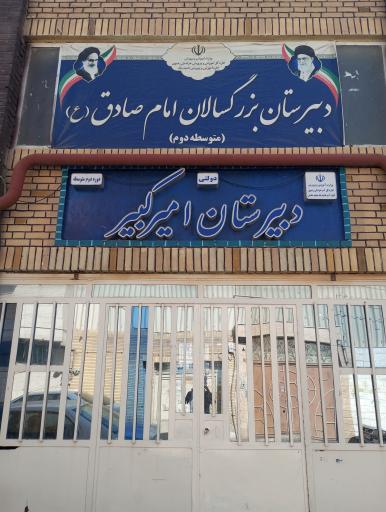 دبیرستان بزرگسالان امام صادق (ع)
(متوسطه دوم)
دوره دوم متوسطه
دولتی
دبیرستان امیرکبیر